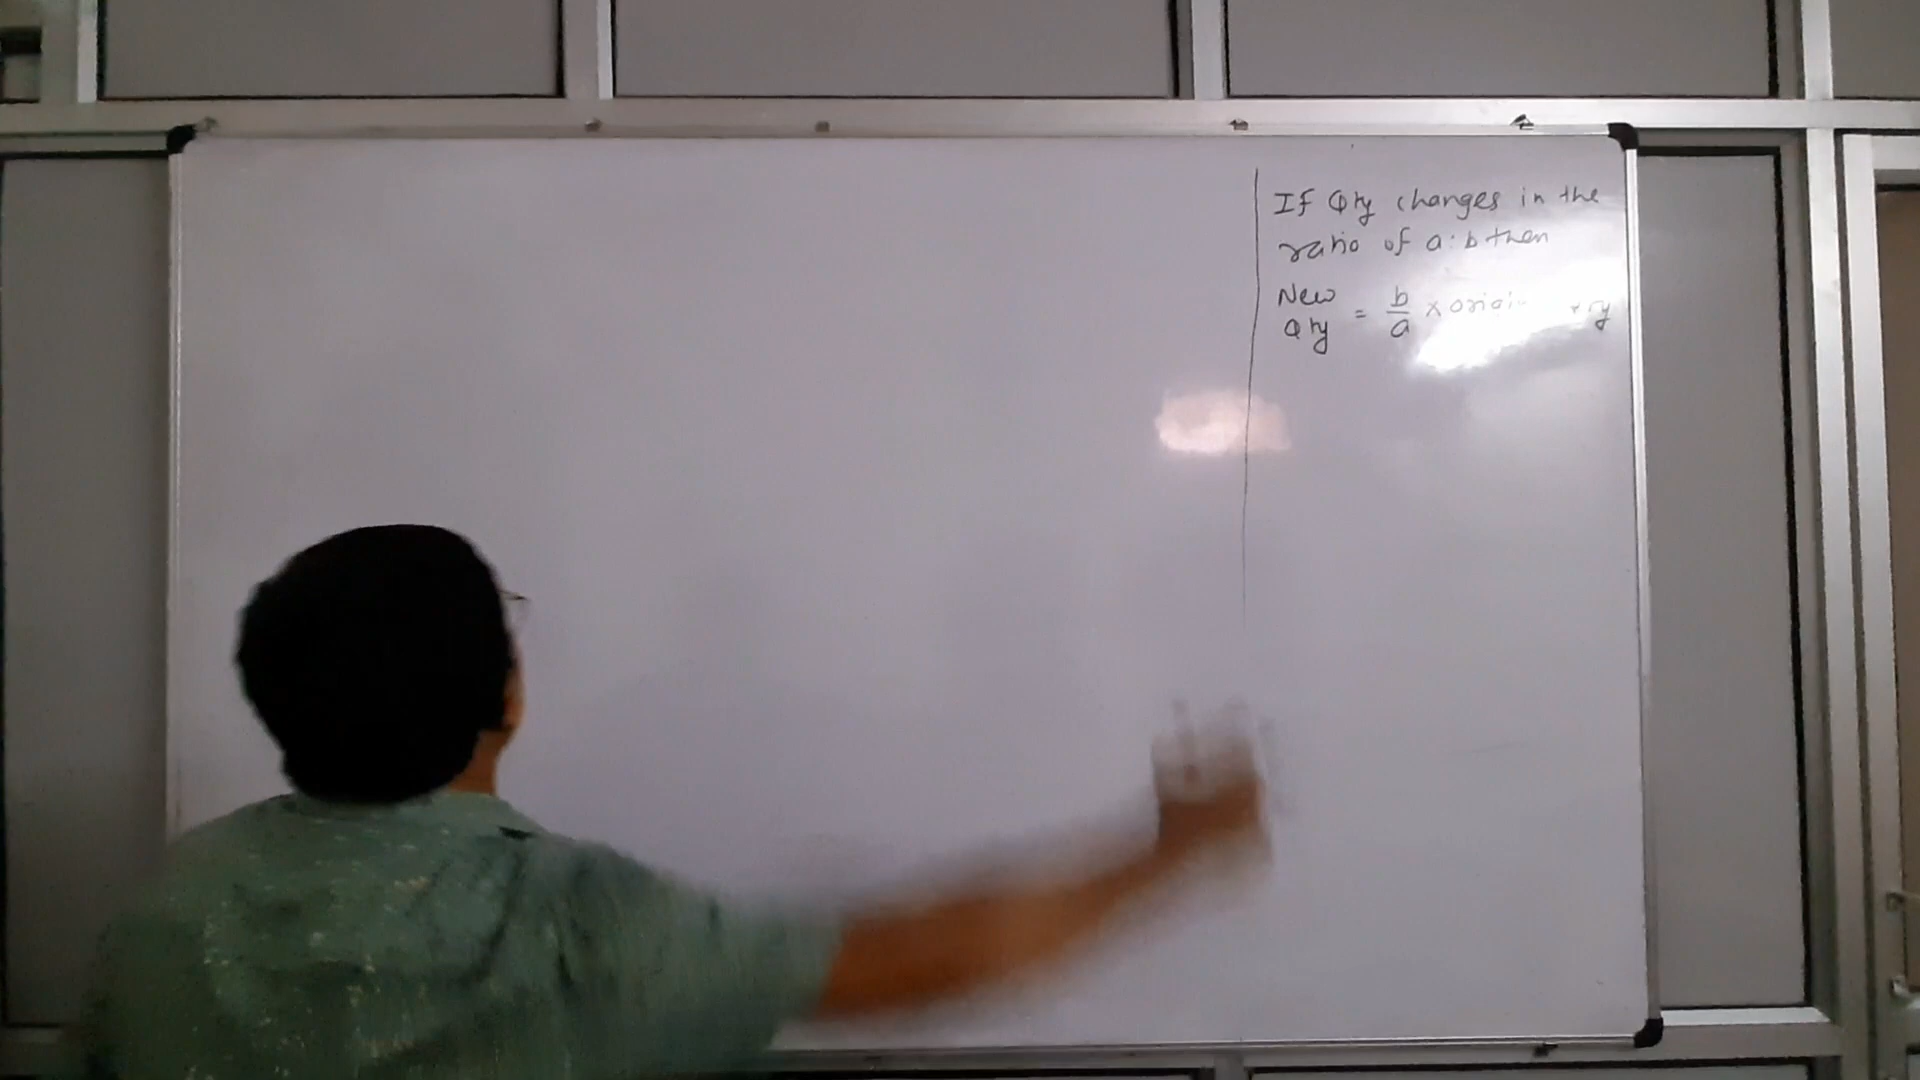 If Qty changes in the
ratio of a:b then
New Qty = b/a x